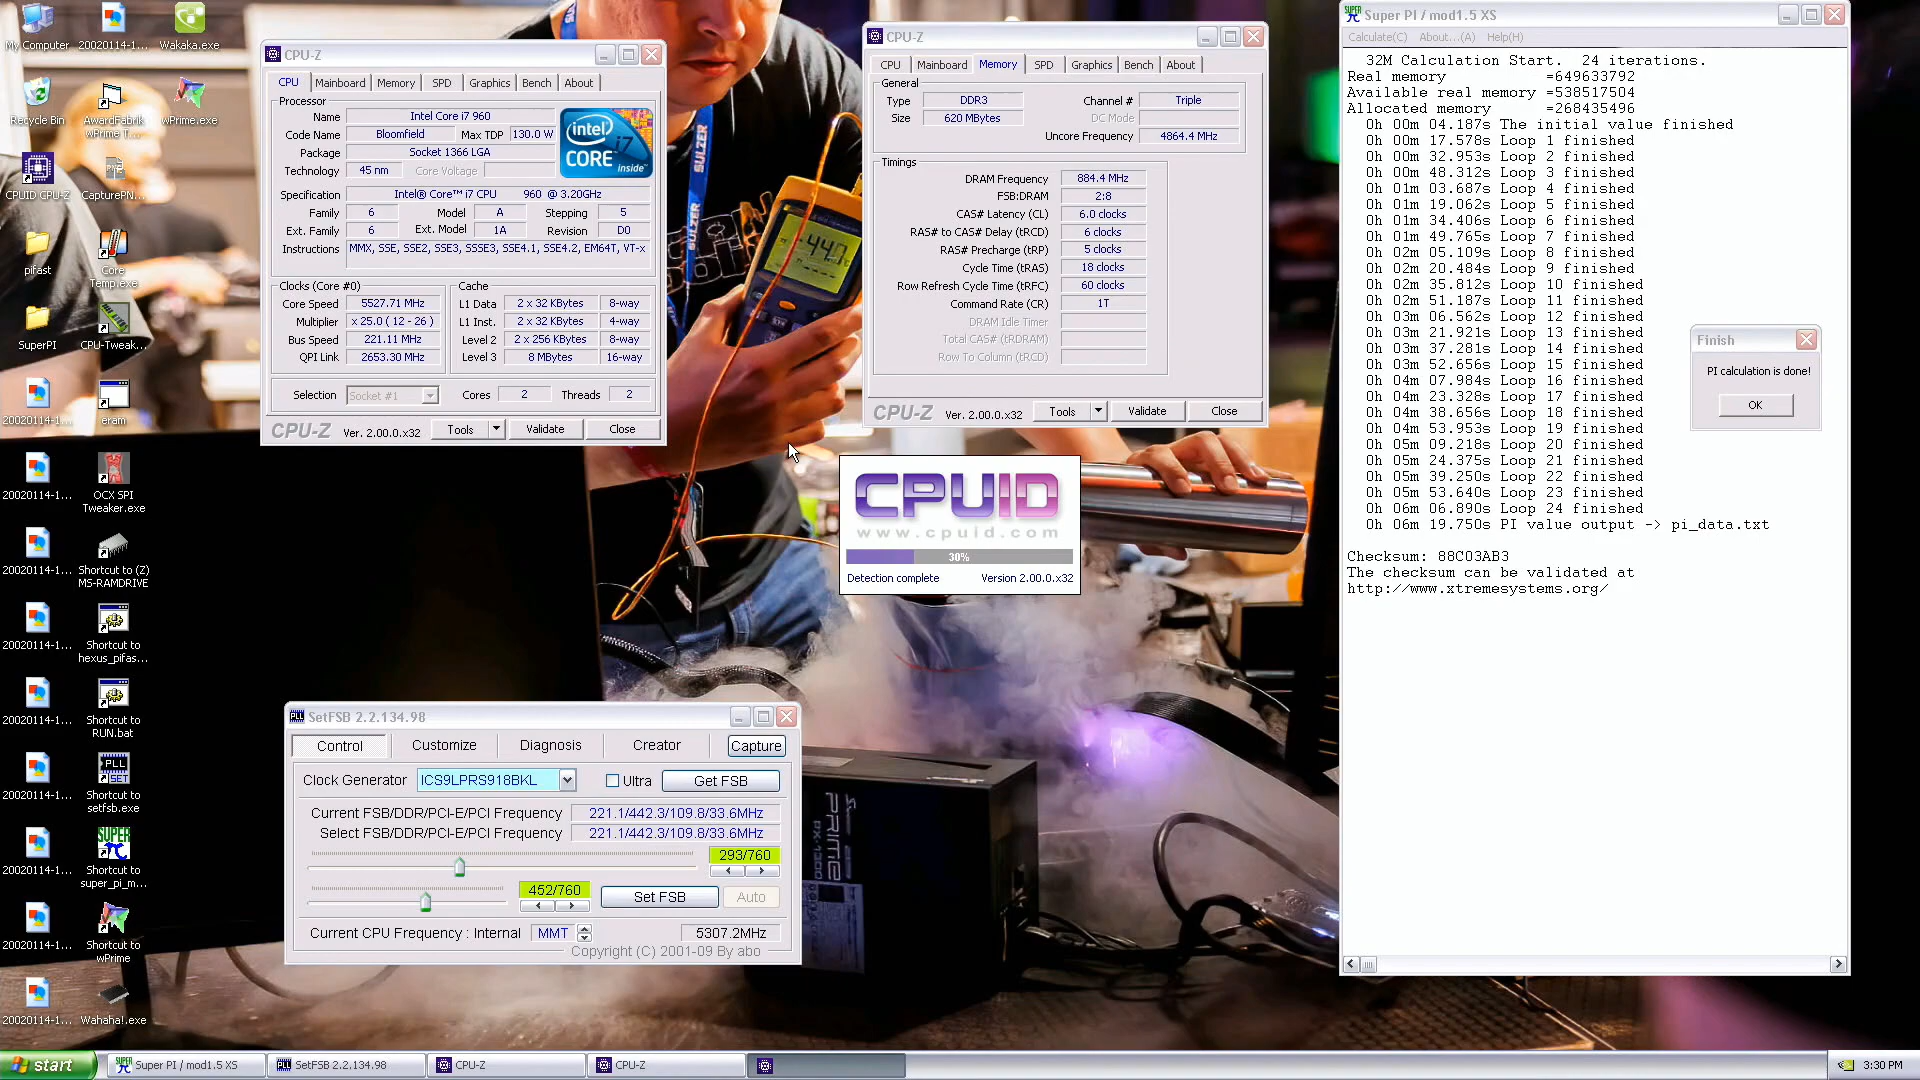 My Computer
20020114-1...
Wakaka.exe
Recycle Bin
AwardFabrik wPrime T...
wPrime.exe
CPUID CPU-Z
CapturePN...
pifast
Core Temp.exe
SuperPI
CPU-Tweak...
20020114-1...
eram
20020114-1...
OCX SPI Tweaker.exe
20020114-1...
Shortcut to (Z) MS-RAMDRIVE
20020114-1...
Shortcut to hexus_pifas...
20020114-1...
Shortcut to RUN.bat
20020114-1...
Shortcut to setfsb.exe
20020114-1...
Shortcut to super_pi_m...
20020114-1...
Shortcut to wPrime
20020114-1...
Wahaha!.exe
CPU-Z
CPU Mainboard Memory SPD Graphics Bench About
Processor
Name Intel Core i7 960
Code Name Bloomfield Max TDP 130.0 W
Package Socket 1366 LGA
Technology 45 nm Core Voltage
intel CORE i7 inside™
Specification Intel® Core™ i7 CPU 960 @ 3.20GHz
Family 6 Model A Stepping 5
Ext. Family 6 Ext. Model 1A Revision D0
Instructions MMX, SSE, SSE2, SSE3, SSSE3, SSE4.1, SSE4.2, EM64T, VT-x
Clocks (Core #0)
Core Speed 5527.71 MHz
Multiplier x 25.0 ( 12 - 26 )
Bus Speed 221.11 MHz
QPI Link 2653.30 MHz
Cache
L1 Data 2 x 32 KBytes 8-way
L1 Inst. 2 x 32 KBytes 4-way
Level 2 2 x 256 KBytes 8-way
Level 3 8 MBytes 16-way
Selection Socket #1 Cores 2 Threads 2
CPU-Z Ver. 2.00.0.x32 Tools Validate Close
CPU-Z
CPU Mainboard Memory SPD Graphics Bench About
General
Type DDR3 Channel # Triple
Size 620 MBytes DC Mode
Uncore Frequency 4864.4 MHz
Timings
DRAM Frequency 884.4 MHz
FSB:DRAM 2:8
CAS# Latency (CL) 6.0 clocks
RAS# to CAS# Delay (tRCD) 6 clocks
RAS# Precharge (tRP) 5 clocks
Cycle Time (tRAS) 18 clocks
Row Refresh Cycle Time (tRFC) 60 clocks
Command Rate (CR) 1T
DRAM Idle Timer
Total CAS# (tRDRAM)
Row To Column (tRCD)
CPU-Z Ver. 2.00.0.x32 Tools Validate Close
SULZER
SULZER
CPUID
www.cpuid.com
30%
Detection complete Version 2.00.0.x32
SetFSB 2.2.134.98
Control Customize Diagnosis Creator Capture
Clock Generator ICS9LPRS918BKL Ultra Get FSB
Current FSB/DDR/PCI-E/PCI Frequency 221.1/442.3/109.8/33.6MHz
Select FSB/DDR/PCI-E/PCI Frequency 221.1/442.3/109.8/33.6MHz
293/760
452/760 Set FSB Auto
Current CPU Frequency : Internal MMT 5307.2MHz
Copyright (C) 2001-09 By abo
PRIME
Super PI / mod1.5 XS
Calculate(C) About...(A) Help(H)
32M Calculation Start. 24 iterations.
Real memory =649633792
Available real memory =538517504
Allocated memory =268435496
0h 00m 04.187s The initial value finished
0h 00m 17.578s Loop 1 finished
0h 00m 32.953s Loop 2 finished
0h 00m 48.312s Loop 3 finished
0h 01m 03.687s Loop 4 finished
0h 01m 19.062s Loop 5 finished
0h 01m 34.406s Loop 6 finished
0h 01m 49.765s Loop 7 finished
0h 02m 05.109s Loop 8 finished
0h 02m 20.484s Loop 9 finished
0h 02m 35.812s Loop 10 finished
0h 02m 51.187s Loop 11 finished
0h 03m 06.562s Loop 12 finished
0h 03m 21.921s Loop 13 finished
0h 03m 37.281s Loop 14 finished
0h 03m 52.656s Loop 15 finished
0h 04m 07.984s Loop 16 finished
0h 04m 23.328s Loop 17 finished
0h 04m 38.656s Loop 18 finished
0h 04m 53.953s Loop 19 finished
0h 05m 09.218s Loop 20 finished
0h 05m 24.375s Loop 21 finished
0h 05m 39.250s Loop 22 finished
0h 05m 53.640s Loop 23 finished
0h 06m 06.890s Loop 24 finished
0h 06m 19.750s PI value output -> pi_data.txt
Checksum: 88C03AB3
The checksum can be validated at
http://www.xtremesystems.org/
Finish
PI calculation is done!
OK
start Super PI / mod1.5 XS SetFSB 2.2.134.98 CPU-Z CPU-Z 3:30 PM